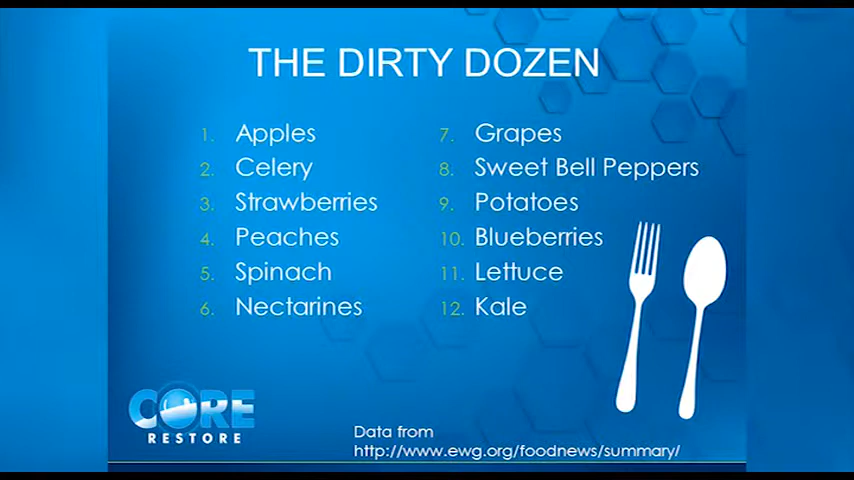 THE DIRTY DOZEN
1. Apples
2. Celery
3. Strawberries
4. Peaches
5. Spinach
6. Nectarines
7. Grapes
8. Sweet Bell Peppers
9. Potatoes
10. Blueberries
11. Lettuce
12. Kale
CORE
RESTORE
Data from
http://www.ewg.org/foodnews/summary/